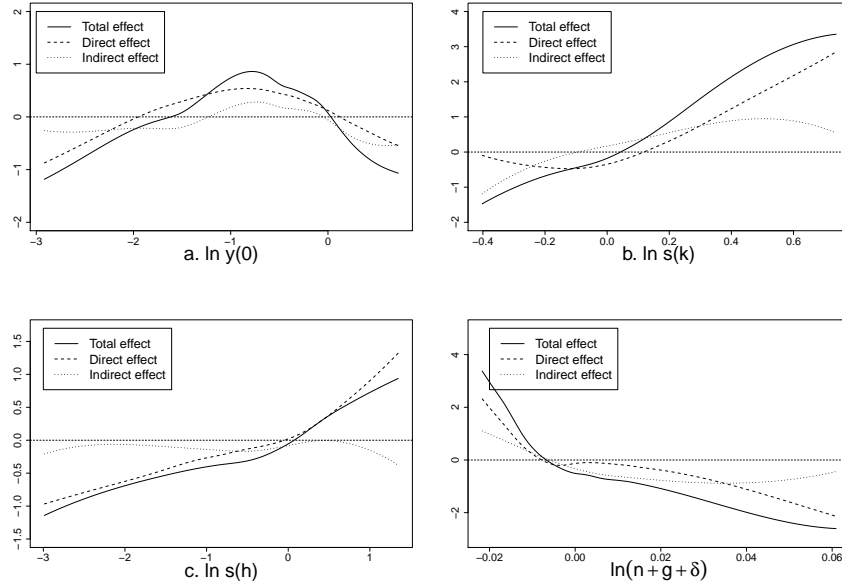 Total effect
Direct effect
Indirect effect
2
1
0
−1
−2
−3
−2
−1
0
a. ln y(0)
Total effect
Direct effect
Indirect effect
4
3
2
1
0
−1
−2
−0.4
−0.2
0.0
0.2
0.4
0.6
b. ln s(k)
Total effect
Direct effect
Indirect effect
1.5
1.0
0.5
0.0
−0.5
−1.0
−1.5
−3
−2
−1
0
1
c. ln s(h)
Total effect
Direct effect
Indirect effect
4
2
0
−2
−0.02
0.00
0.02
0.04
0.06
ln(n+g+δ)